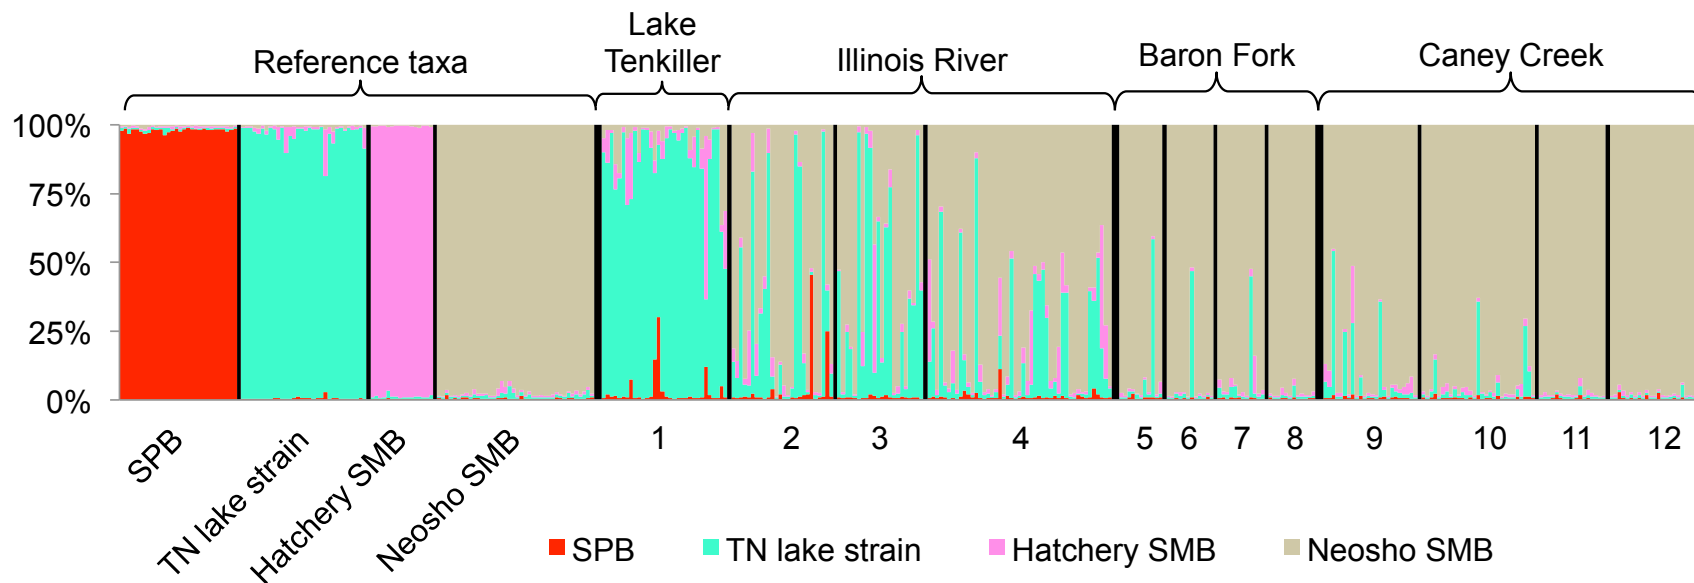 Lake
Reference taxa Tenkiller Illinois River Baron Fork Caney Creek
100%
75%
50%
25%
0%
SPB
TN lake strain
Hatchery SMB
Neosho SMB
1 2 3 4 5 6 7 8 9 10 11 12
SPB TN lake strain Hatchery SMB Neosho SMB